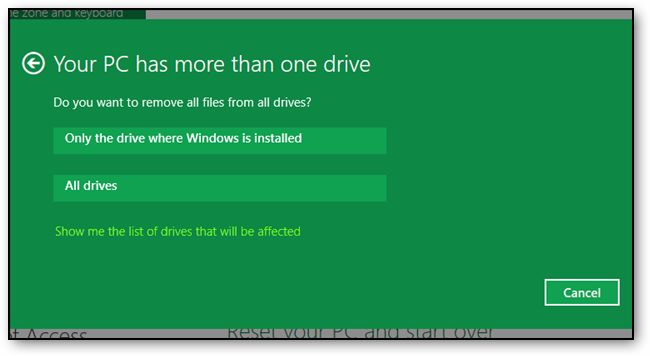 ne zone and keyboard
Your PC has more than one drive
Do you want to remove all files from all drives?
Only the drive where Windows is installed
All drives
Show me the list of drives that will be affected
Cancel
Access
Reset your PC and start over